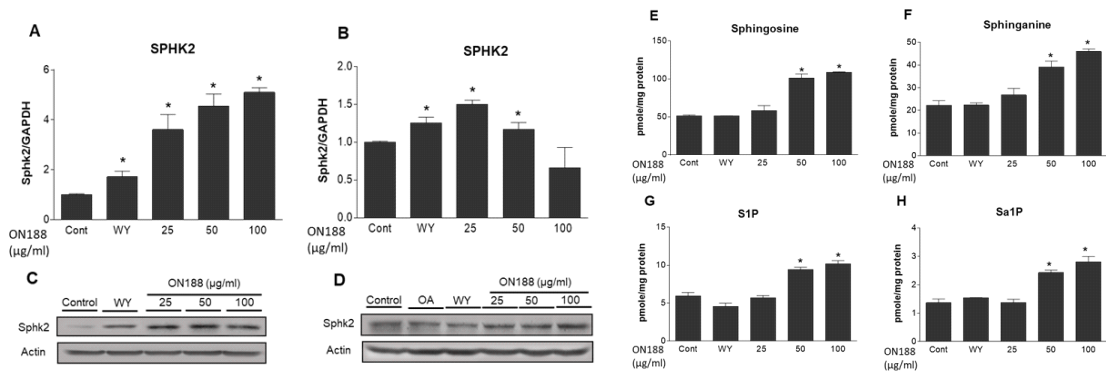 A
SPHK2
Sphk2/GAPDH
6
4
2
0
Cont
WY
25
50
100
*
*
*
*
ON188
(µg/ml)
B
SPHK2
Sphk2/GAPDH
2.0
1.5
1.0
0.5
0.0
Cont
WY
25
50
100
*
*
*
ON188
(µg/ml)
C
ON188 (µg/ml)
Control WY 25 50 100
Sphk2
Actin
D
ON188 (µg/ml)
Control OA WY 25 50 100
Sphk2
Actin
E
Sphingosine
pmole/mg protein
150
100
50
0
Cont WY 25 50 100
*
*
ON188
(µg/ml)
F
Sphinganine
pmole/mg protein
50
40
30
20
10
0
Cont WY 25 50 100
*
*
ON188
(µg/ml)
G
S1P
pmole/mg protein
15
10
5
0
Cont WY 25 50 100
*
*
ON188
(µg/ml)
H
Sa1P
pmole/mg protein
4
3
2
1
0
Cont WY 25 50 100
*
*
ON188
(µg/ml)